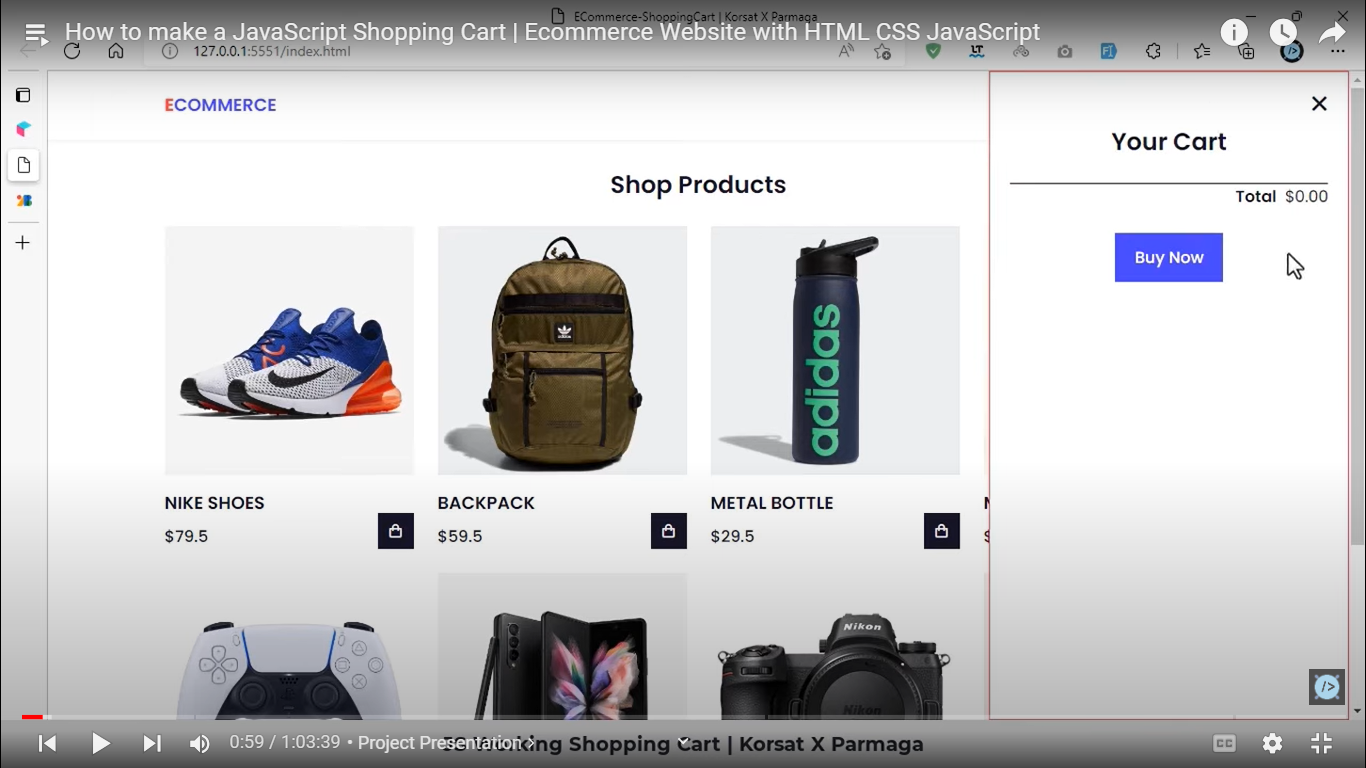 ECommerce-ShoppingCart | Korsat X Parmaga
How to make a JavaScript Shopping Cart | Ecommerce Website with HTML CSS JavaScript
127.0.0.1:5551/index.html
ECOMMERCE
Your Cart
Total $0.00
Buy Now
Shop Products
adidas
adidas
NIKE SHOES
BACKPACK
METAL BOTTLE
$79.5
$59.5
$29.5
Nikon
Nikon
0:59 / 1:03:39 • Project Presentation
Shopping Cart | Korsat X Parmaga
CC